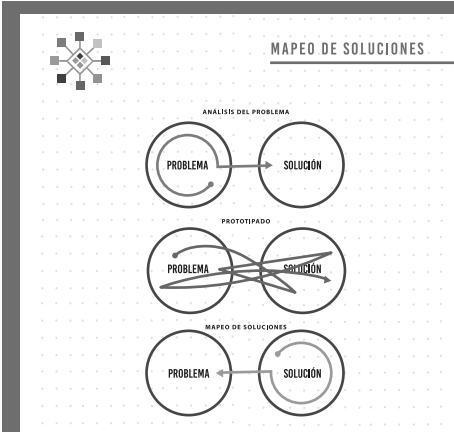 MAPEO DE SOLUCIONES
ANÁLISIS DEL PROBLEMA
PROBLEMA
SOLUCIÓN
PROTOTIPADO
PROBLEMA
SOLUCIÓN
MAPEO DE SOLUCIONES
PROBLEMA
SOLUCIÓN